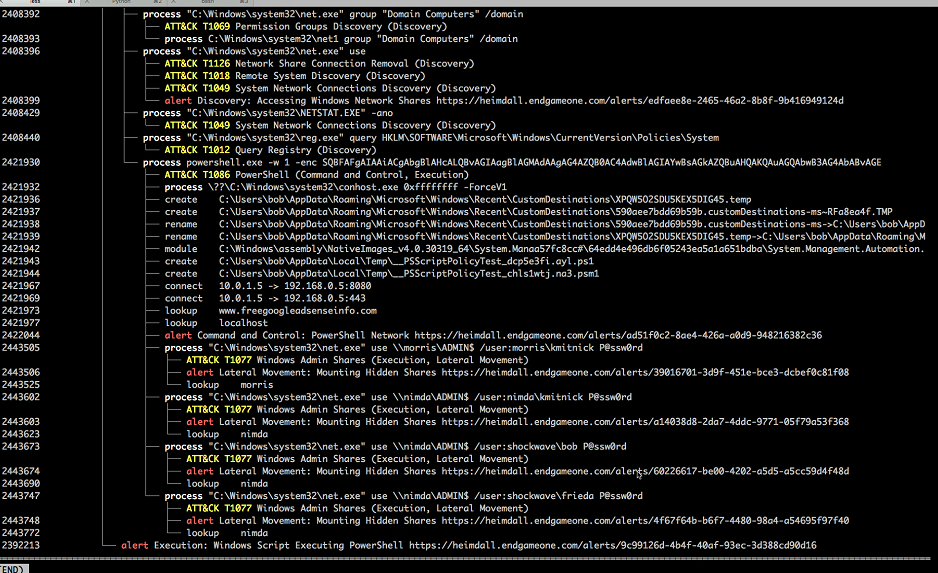 2408392 process "C:\Windows\system32\net.exe" group "Domain Computers" /domain
ATT&CK T1069 Permission Groups Discovery (Discovery)
2408393 process C:\Windows\system32\net1 group "Domain Computers" /domain
2408396 process "C:\Windows\system32\net.exe" use
ATT&CK T1126 Network Share Connection Removal (Discovery)
ATT&CK T1018 Remote System Discovery (Discovery)
ATT&CK T1049 System Network Connections Discovery (Discovery)
2408399 alert Discovery: Accessing Windows Network Shares https://heimdall.endgameone.com/alerts/edfaee8e-2465-46a2-8b8f-9b416949124d
2408429 process "C:\Windows\NETSTAT.EXE" -ano
ATT&CK T1049 System Network Connections Discovery (Discovery)
2408440 process "C:\Windows\system32\reg.exe" query HKLM\SOFTWARE\Microsoft\Windows\CurrentVersion\Policies\System
ATT&CK T1012 Query Registry (Discovery)
2421930 process powershell.exe -w 1 -enc
ATT&CK T1086 PowerShell (Command and Control, Execution)
2421932 process \??\C:\Windows\system32\conhost.exe 0xffffffff -ForceV1
2421936 create C:\Users\bob\AppData\Roaming\Microsoft\Windows\Recent\CustomDestinations\XPQW5O2SDU5KEX5DIG45.temp
2421937 create C:\Users\bob\AppData\Roaming\Microsoft\Windows\Recent\CustomDestinations\590aee7bdd69b59b.customDestinations-ms~RFa8ea4f.TMP
2421938 rename C:\Users\bob\AppData\Roaming\Microsoft\Windows\Recent\CustomDestinations\590aee7bdd69b59b.customDestinations-ms->C:\Users\bob\AppD
2421939 rename C:\Users\bob\AppData\Roaming\Microsoft\Windows\Recent\CustomDestinations\XPQW5O2SDU5KEX5DIG45.temp->C:\Users\bob\AppData\Roaming\M
2421942 module C:\Windows\assembly\NativeImages_v4.0.30319_64\System.Manaa57fc8cc#\64edd4e496db6f05243ea5a1a651bdba\System.Management.Automation.
2421943 create C:\Users\bob\AppData\Local\Temp\__PSScriptPolicyTest_dcp5e3fi.ayl.ps1
2421944 create C:\Users\bob\AppData\Local\Temp\__PSScriptPolicyTest_chls1wtj.na3.psm1
2421967 connect 10.0.1.5 -> 192.168.0.5:8080
2421969 connect 10.0.1.5 -> 192.168.0.5:443
2421973 lookup www.freegoogleadsenseinfo.com
2421977 lookup localhost
2422044 alert Command and Control: PowerShell Network https://heimdall.endgameone.com/alerts/ad51f0c2-8ae4-426a-a0d9-948216382c36
2443505 process "C:\Windows\system32\net.exe" use \\morris\ADMIN$ /user:morris\kmitnick P@ssw0rd
ATT&CK T1077 Windows Admin Shares (Execution, Lateral Movement)
2443506 alert Lateral Movement: Mounting Hidden Shares https://heimdall.endgameone.com/alerts/39016701-3d9f-451e-bce3-dcbef0c81f08
2443525 lookup morris
2443602 process "C:\Windows\system32\net.exe" use \\nimda\ADMIN$ /user:nimda\kmitnick P@ssw0rd
ATT&CK T1077 Windows Admin Shares (Execution, Lateral Movement)
2443603 alert Lateral Movement: Mounting Hidden Shares https://heimdall.endgameone.com/alerts/a14038d8-2da7-4ddc-9771-05f79a53f368
2443623 lookup nimda
2443673 process "C:\Windows\system32\net.exe" use \\nimda\ADMIN$ /user:shockwave\bob P@ssw0rd
ATT&CK T1077 Windows Admin Shares (Execution, Lateral Movement)
2443674 alert Lateral Movement: Mounting Hidden Shares https://heimdall.endgameone.com/alerts/60226617-be00-4202-a5d5-a5cc59d4f48d
2443690 lookup nimda
2443747 process "C:\Windows\system32\net.exe" use \\nimda\ADMIN$ /user:shockwave\frieda P@ssw0rd
ATT&CK T1077 Windows Admin Shares (Execution, Lateral Movement)
2443748 alert Lateral Movement: Mounting Hidden Shares https://heimdall.endgameone.com/alerts/4f67f64b-b6f7-4480-98a4-a54695f97f40
2443772 lookup nimda
2392213 alert Execution: Windows Script Executing PowerShell https://heimdall.endgameone.com/alerts/9c99126d-4b4f-40af-93ec-3d388cd90d16
END)